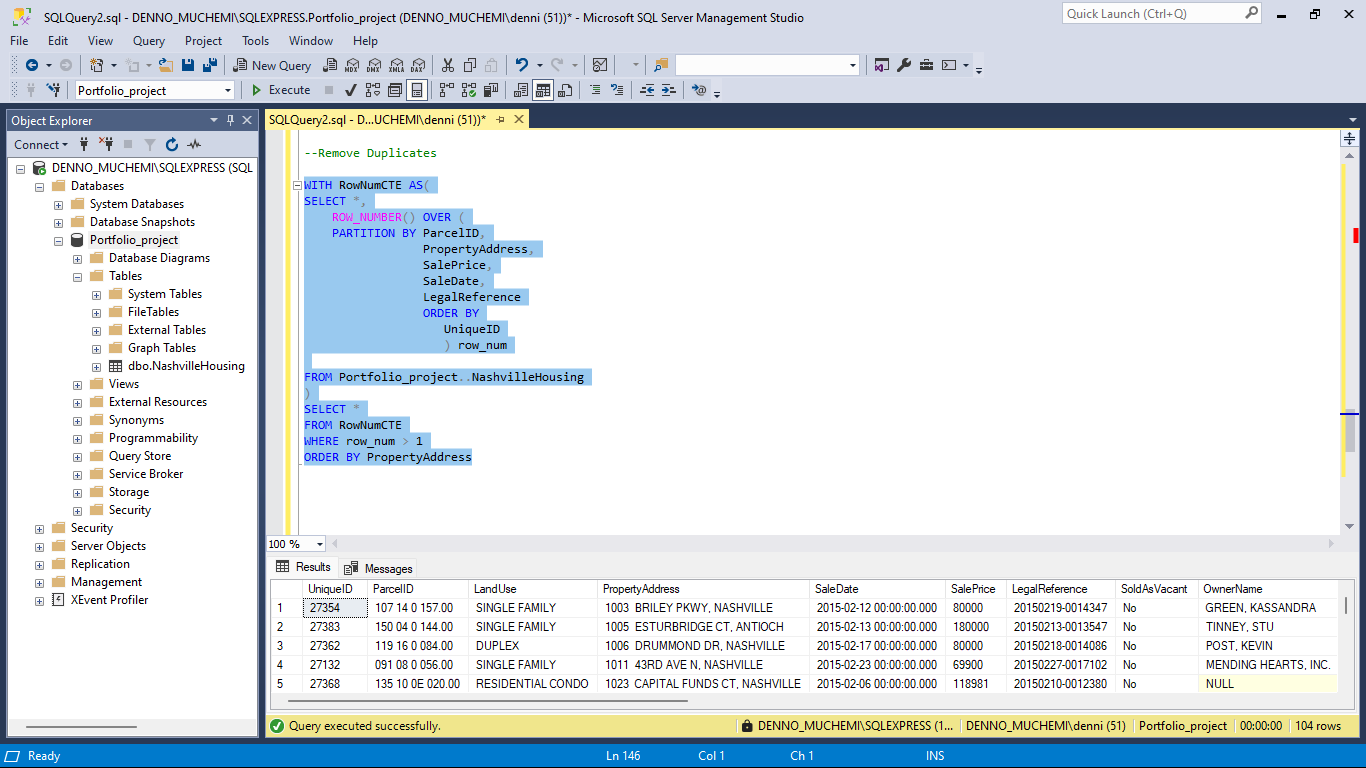 SQLQuery2.sql - DENNO_MUCHEMI\SQLEXPRESS.Portfolio_project (DENNO_MUCHEMI\denni (51))* - Microsoft SQL Server Management Studio
Quick Launch (Ctrl+Q)
File Edit View Query Project Tools Window Help
New Query MDX DMX XMLA DAX
Portfolio_project Execute
Object Explorer
SQLQuery2.sql - D...UCHEMI\denni (51))*
Connect
DENNO_MUCHEMI\SQLEXPRESS (SQL
Databases
System Databases
Database Snapshots
Portfolio_project
Database Diagrams
Tables
System Tables
FileTables
External Tables
Graph Tables
dbo.NashvilleHousing
Views
External Resources
Synonyms
Programmability
Query Store
Service Broker
Storage
Security
Security
Server Objects
Replication
Management
XEvent Profiler
--Remove Duplicates
WITH RowNumCTE AS(
SELECT *,
ROW_NUMBER() OVER (
PARTITION BY ParcelID,
PropertyAddress,
SalePrice,
SaleDate,
LegalReference
ORDER BY
UniqueID
) row_num
FROM Portfolio_project..NashvilleHousing
)
SELECT *
FROM RowNumCTE
WHERE row_num > 1
ORDER BY PropertyAddress
100 %
Results Messages
UniqueID ParcelID LandUse PropertyAddress SaleDate SalePrice LegalReference SoldAsVacant OwnerName
1 27354 107 14 0 157.00 SINGLE FAMILY 1003 BRILEY PKWY, NASHVILLE 2015-02-12 00:00:00.000 80000 20150219-0014347 No GREEN, KASSANDRA
2 27383 150 04 0 144.00 SINGLE FAMILY 1005 ESTURBRIDGE CT, ANTIOCH 2015-02-13 00:00:00.000 180000 20150213-0013547 No TINNEY, STU
3 27362 119 16 0 084.00 DUPLEX 1006 DRUMMOND DR, NASHVILLE 2015-02-17 00:00:00.000 80000 20150218-0014086 No POST, KEVIN
4 27132 091 08 0 056.00 SINGLE FAMILY 1011 43RD AVE N, NASHVILLE 2015-02-23 00:00:00.000 69900 20150227-0017102 No MENDING HEARTS, INC.
5 27368 135 10 0E 020.00 RESIDENTIAL CONDO 1023 CAPITAL FUNDS CT, NASHVILLE 2015-02-06 00:00:00.000 118981 20150210-0012380 No NULL
Query executed successfully. DENNO_MUCHEMI\SQLEXPRESS (1... DENNO_MUCHEMI\denni (51) Portfolio_project 00:00:00 104 rows
Ready Ln 146 Col 1 Ch 1 INS